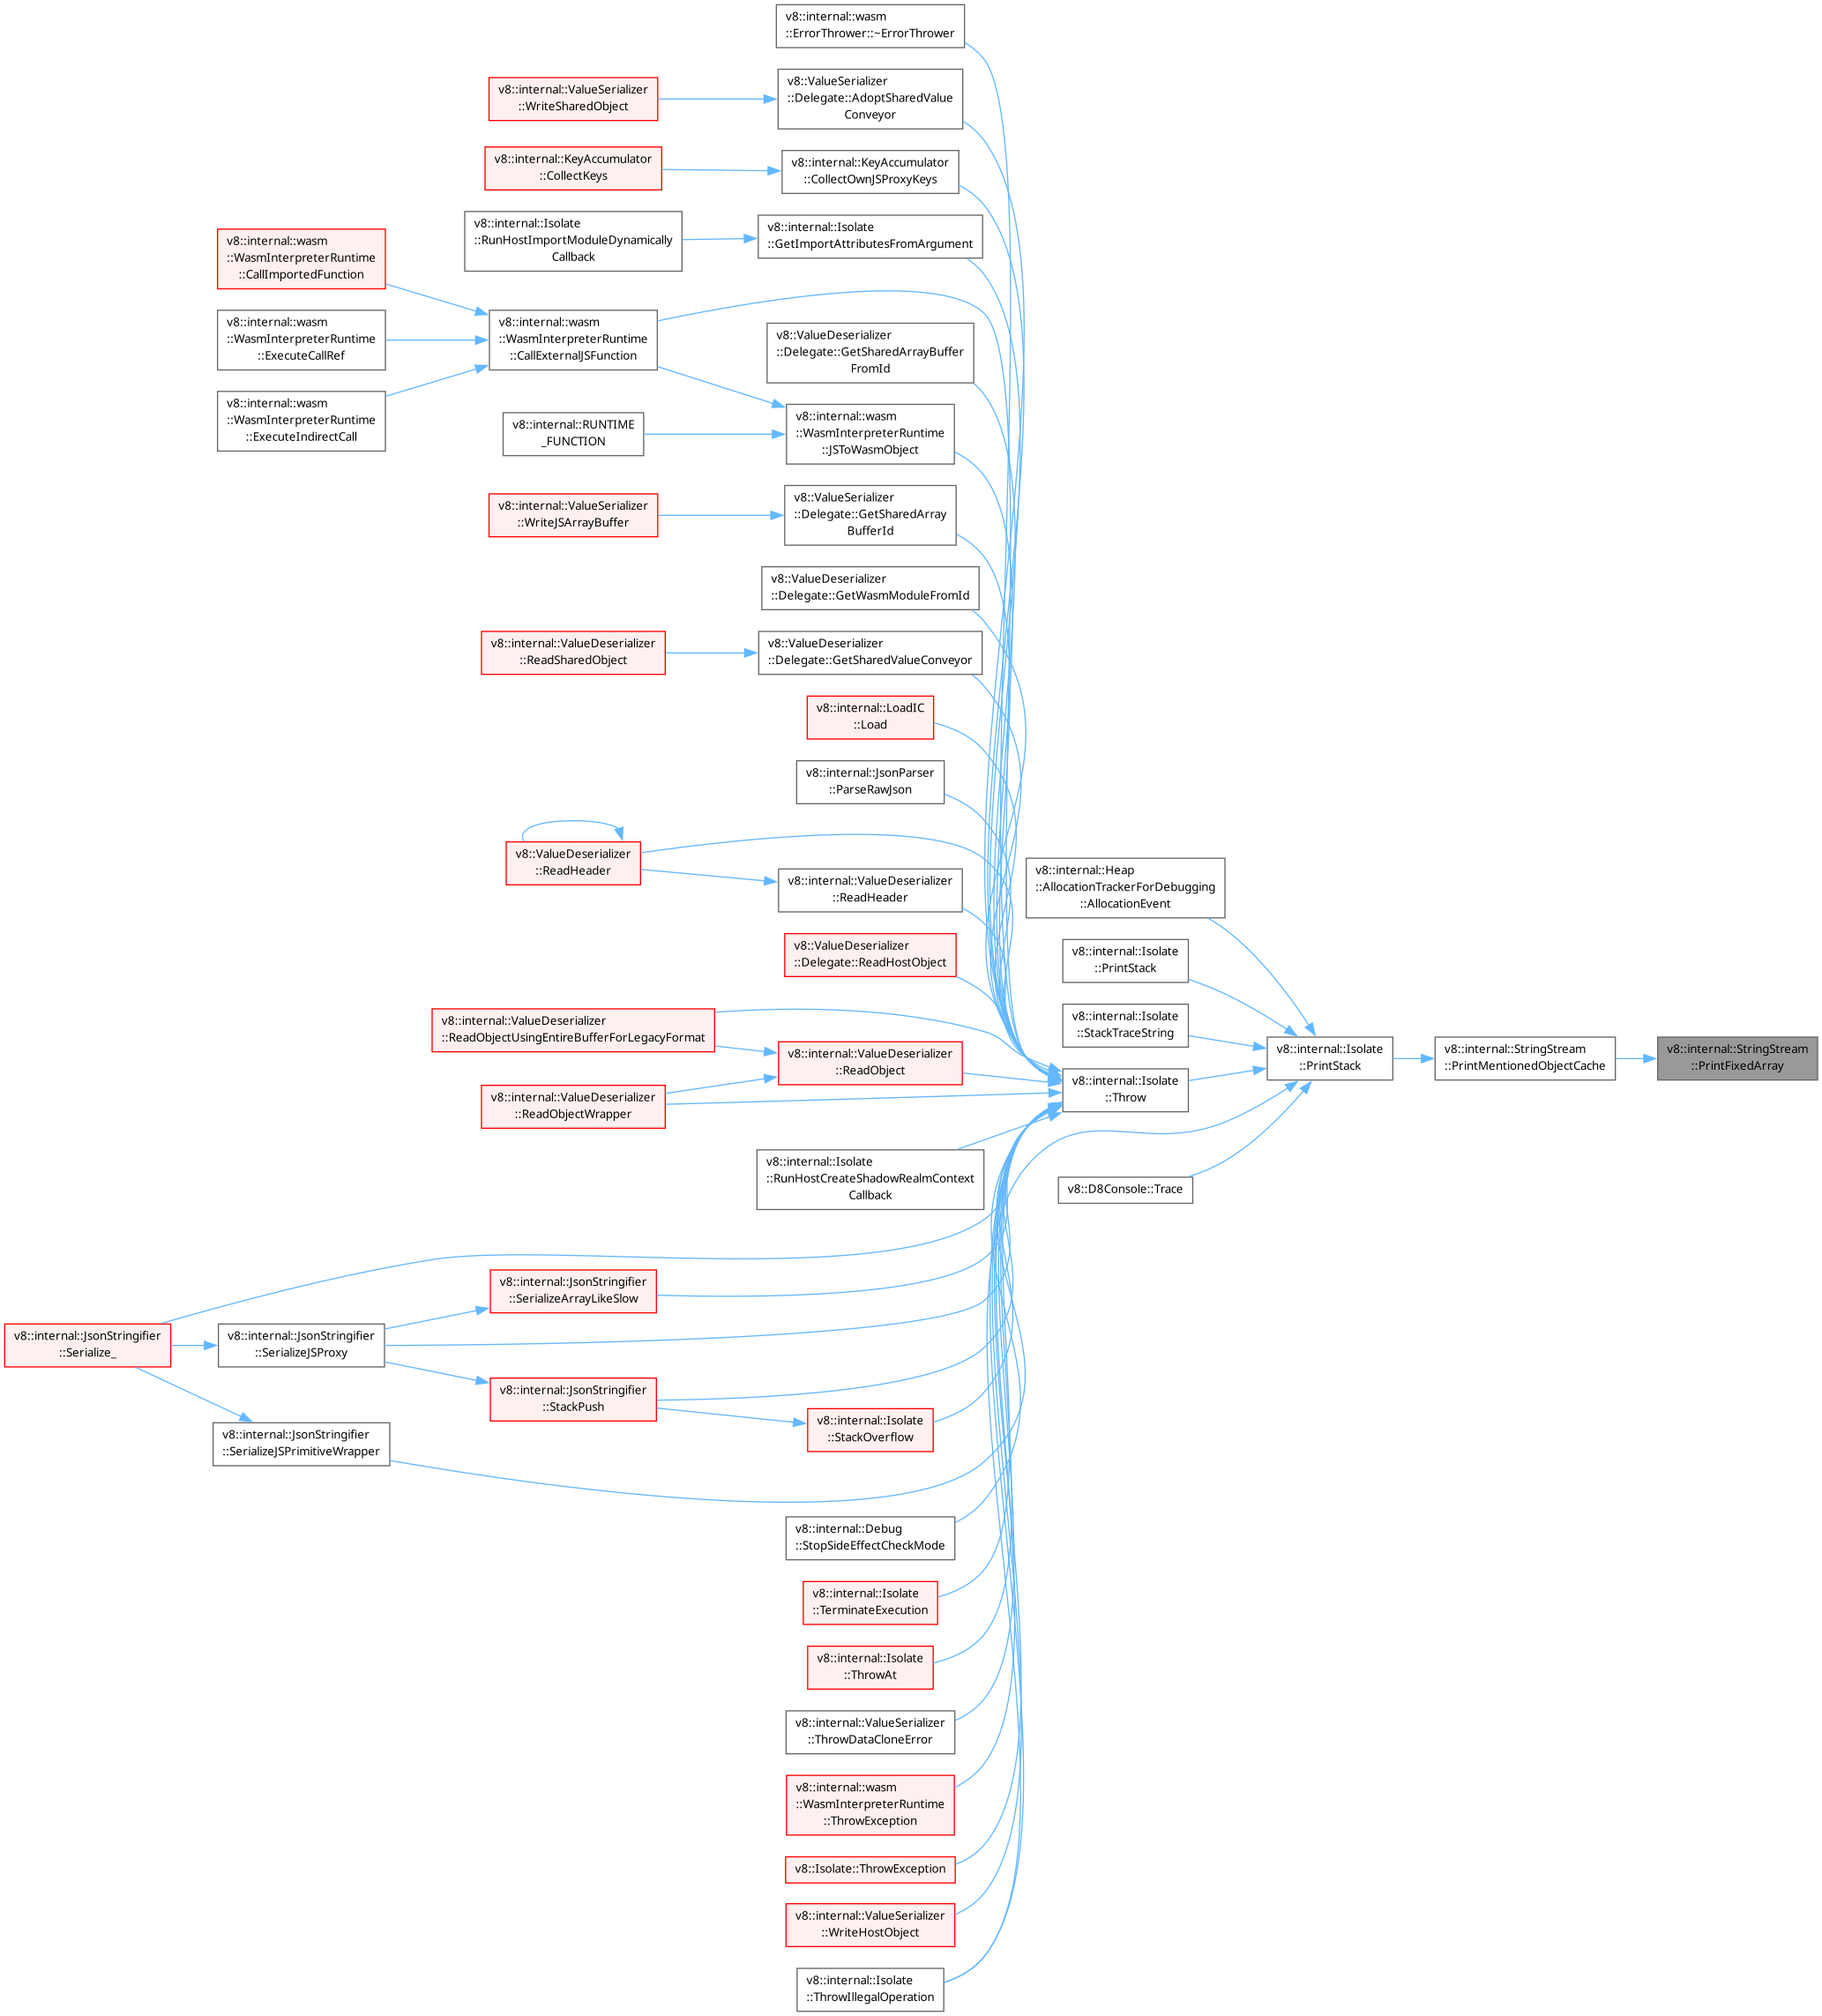 v8::internal::wasm
::ErrorThrower::~ErrorThrower
v8::internal::ValueSerializer
::WriteSharedObject
v8::ValueSerializer
::Delegate::AdoptSharedValue
Conveyor
v8::internal::KeyAccumulator
::CollectKeys
v8::internal::KeyAccumulator
::CollectOwnJSProxyKeys
v8::internal::Isolate
::RunHostImportModuleDynamically
Callback
v8::internal::Isolate
::GetImportAttributesFromArgument
v8::internal::wasm
::WasmInterpreterRuntime
::CallImportedFunction
v8::internal::wasm
::WasmInterpreterRuntime
::ExecuteCallRef
v8::internal::wasm
::WasmInterpreterRuntime
::ExecuteIndirectCall
v8::internal::wasm
::WasmInterpreterRuntime
::CallExternalJSFunction
v8::ValueDeserializer
::Delegate::GetSharedArrayBuffer
FromId
v8::internal::RUNTIME
_FUNCTION
v8::internal::wasm
::WasmInterpreterRuntime
::JSToWasmObject
v8::internal::ValueSerializer
::WriteJSArrayBuffer
v8::ValueSerializer
::Delegate::GetSharedArray
BufferId
v8::ValueDeserializer
::Delegate::GetWasmModuleFromId
v8::internal::ValueDeserializer
::ReadSharedObject
v8::ValueDeserializer
::Delegate::GetSharedValueConveyor
v8::internal::LoadIC
::Load
v8::internal::JsonParser
::ParseRawJson
v8::ValueDeserializer
::ReadHeader
v8::internal::ValueDeserializer
::ReadHeader
v8::internal::Heap
::AllocationTrackerForDebugging
::AllocationEvent
v8::ValueDeserializer
::Delegate::ReadHostObject
v8::internal::Isolate
::PrintStack
v8::internal::ValueDeserializer
::ReadObjectUsingEntireBufferForLegacyFormat
v8::internal::Isolate
::StackTraceString
v8::internal::ValueDeserializer
::ReadObject
v8::internal::ValueDeserializer
::ReadObjectWrapper
v8::internal::Isolate
::Throw
v8::internal::Isolate
::PrintStack
v8::internal::StringStream
::PrintMentionedObjectCache
v8::internal::StringStream
::PrintFixedArray
v8::internal::Isolate
::RunHostCreateShadowRealmContext
Callback
v8::D8Console::Trace
v8::internal::JsonStringifier
::SerializeArrayLikeSlow
v8::internal::JsonStringifier
::Serialize_
v8::internal::JsonStringifier
::SerializeJSProxy
v8::internal::JsonStringifier
::StackPush
v8::internal::Isolate
::StackOverflow
v8::internal::JsonStringifier
::SerializeJSPrimitiveWrapper
v8::internal::Debug
::StopSideEffectCheckMode
v8::internal::Isolate
::TerminateExecution
v8::internal::Isolate
::ThrowAt
v8::internal::ValueSerializer
::ThrowDataCloneError
v8::internal::wasm
::WasmInterpreterRuntime
::ThrowException
v8::Isolate::ThrowException
v8::internal::ValueSerializer
::WriteHostObject
v8::internal::Isolate
::ThrowIllegalOperation